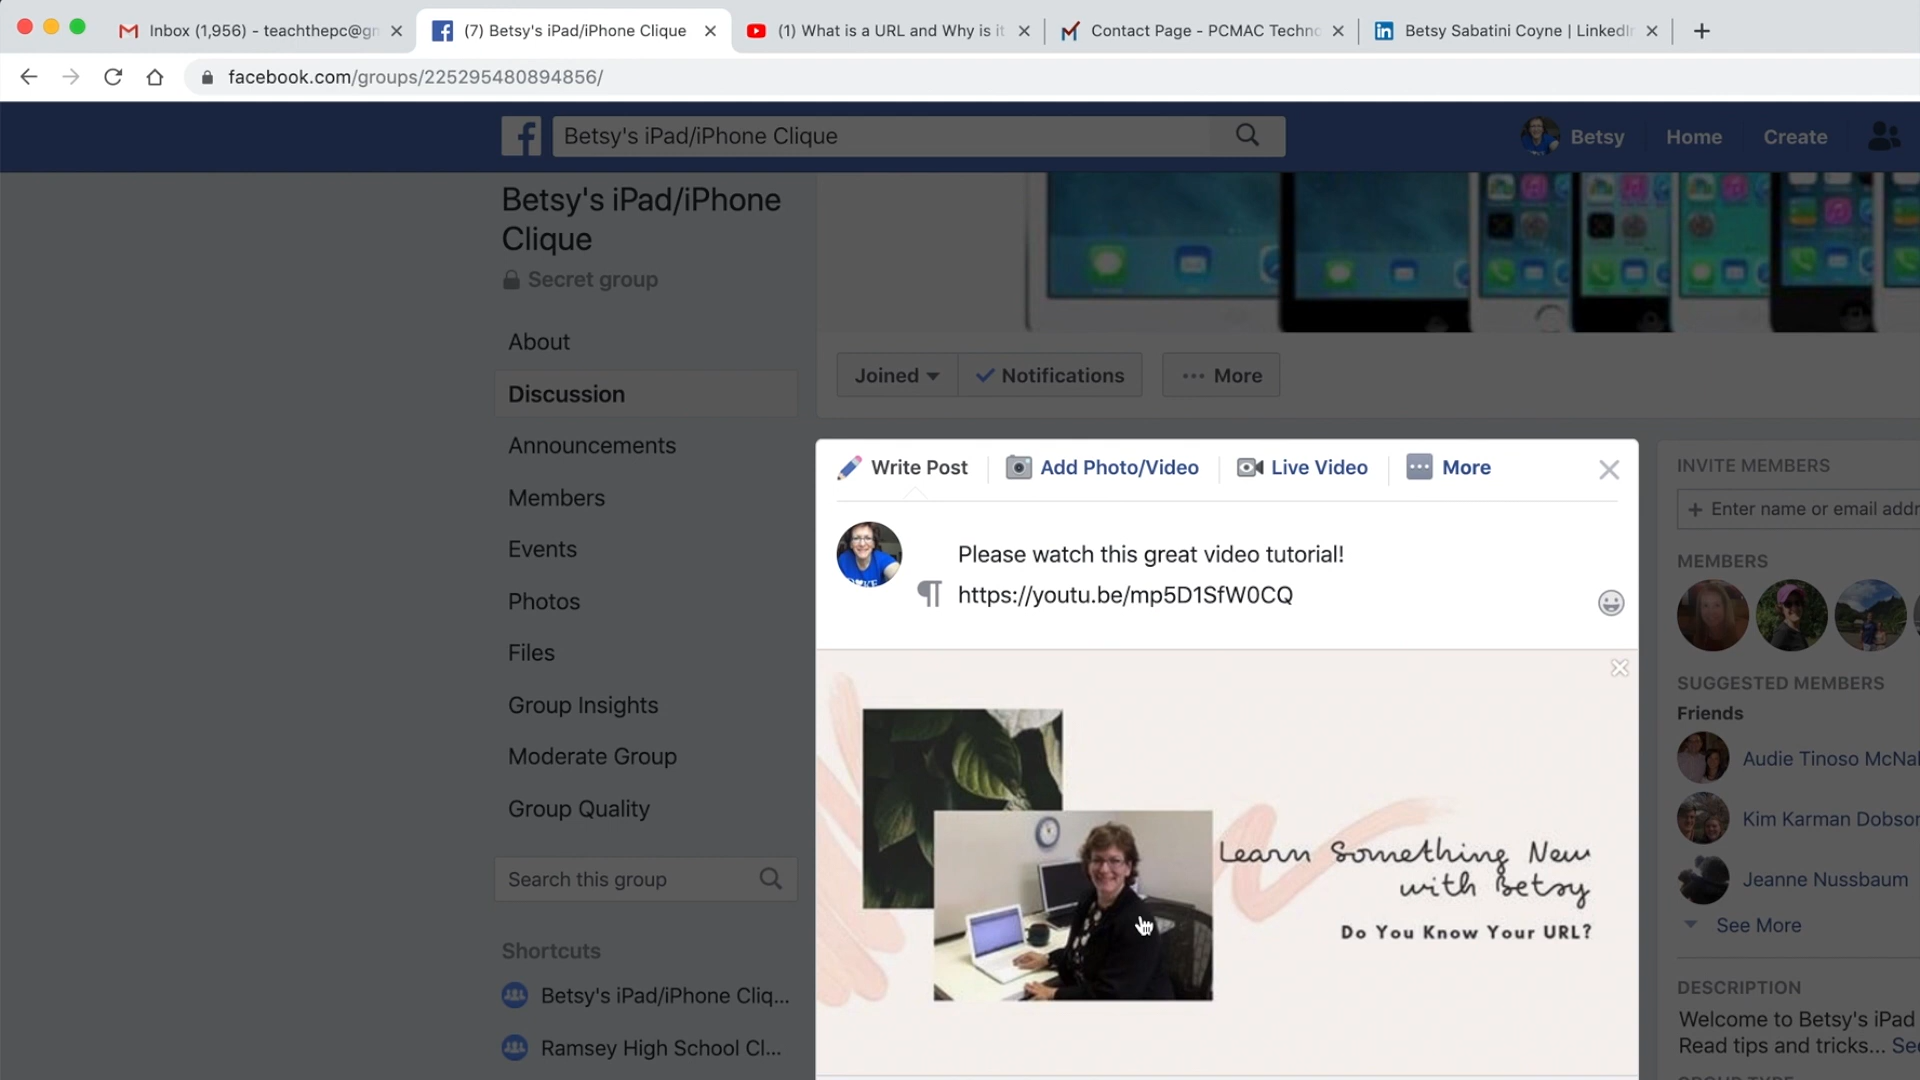 Inbox (1,956) - teachthepc@gm
(7) Betsy's iPad/iPhone Clique
(1) What is a URL and Why is it
Contact Page - PCMAC Techno
Betsy Sabatini Coyne | LinkedIn
facebook.com/groups/225295480894856/
Betsy's iPad/iPhone Clique
Betsy
Home
Create
Betsy's iPad/iPhone
Clique
Secret group
About
Discussion
Announcements
Members
Events
Photos
Files
Group Insights
Moderate Group
Group Quality
Search this group
Shortcuts
Betsy's iPad/iPhone Cliq...
Ramsey High School Cl...
Joined
Notifications
More
Write Post
Add Photo/Video
Live Video
More
Please watch this great video tutorial!
https://youtu.be/mp5D1SfW0CQ
Learn Something New
with Betsy
Do You Know Your URL?
INVITE MEMBERS
Enter name or email addr
MEMBERS
SUGGESTED MEMBERS
Friends
Audie Tinoso McNal
Kim Karman Dobson
Jeanne Nussbaum
See More
DESCRIPTION
Welcome to Betsy's iPad
Read tips and tricks... See